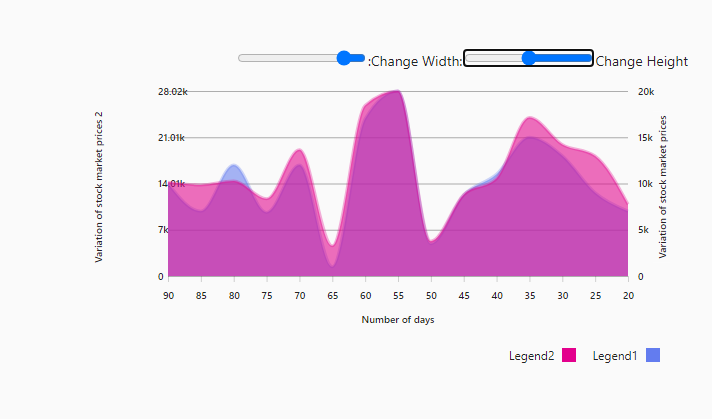 :Change Width:
Change Height
28.02k
21.01k
14.01k
7k
0
20k
15k
10k
5k
0
Variation of stock market prices 2
Variation of stock market prices
90 85 80 75 70 65 60 55 50 45 40 35 30 25 20
Number of days
Legend2 Legend1